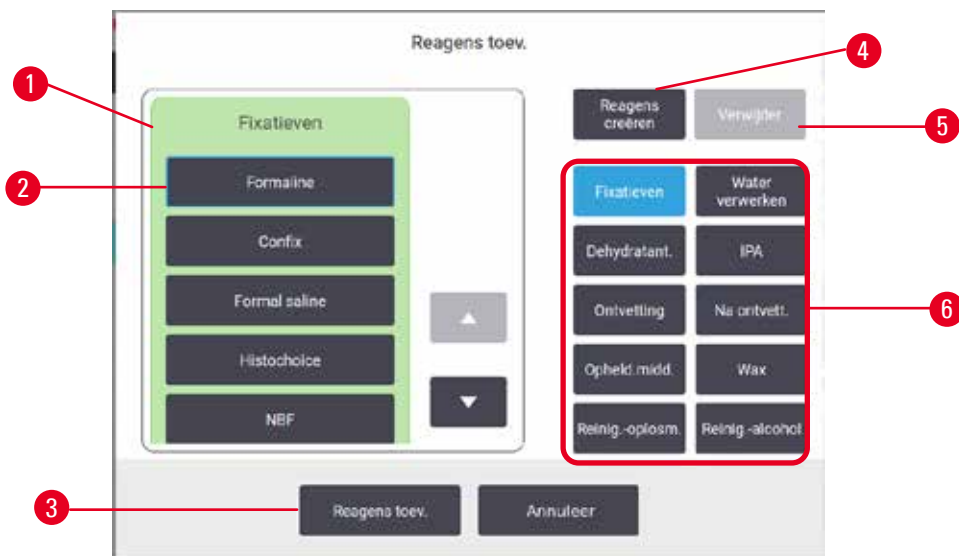 Reagens toev.
1
Fixatieven
2
Formaline
Confix
Formal saline
Histochoice
NBF
4
Reagens
creëren
Verwijder
5
Fixatieven
Water
verwerken
Dehydratant.
IPA
Ontvetting
Na ontvett.
6
Opheld.midd.
Wax
Reinig.-oplosm.
Reinig.-alcohol
3
Reagens toev.
Annuleer